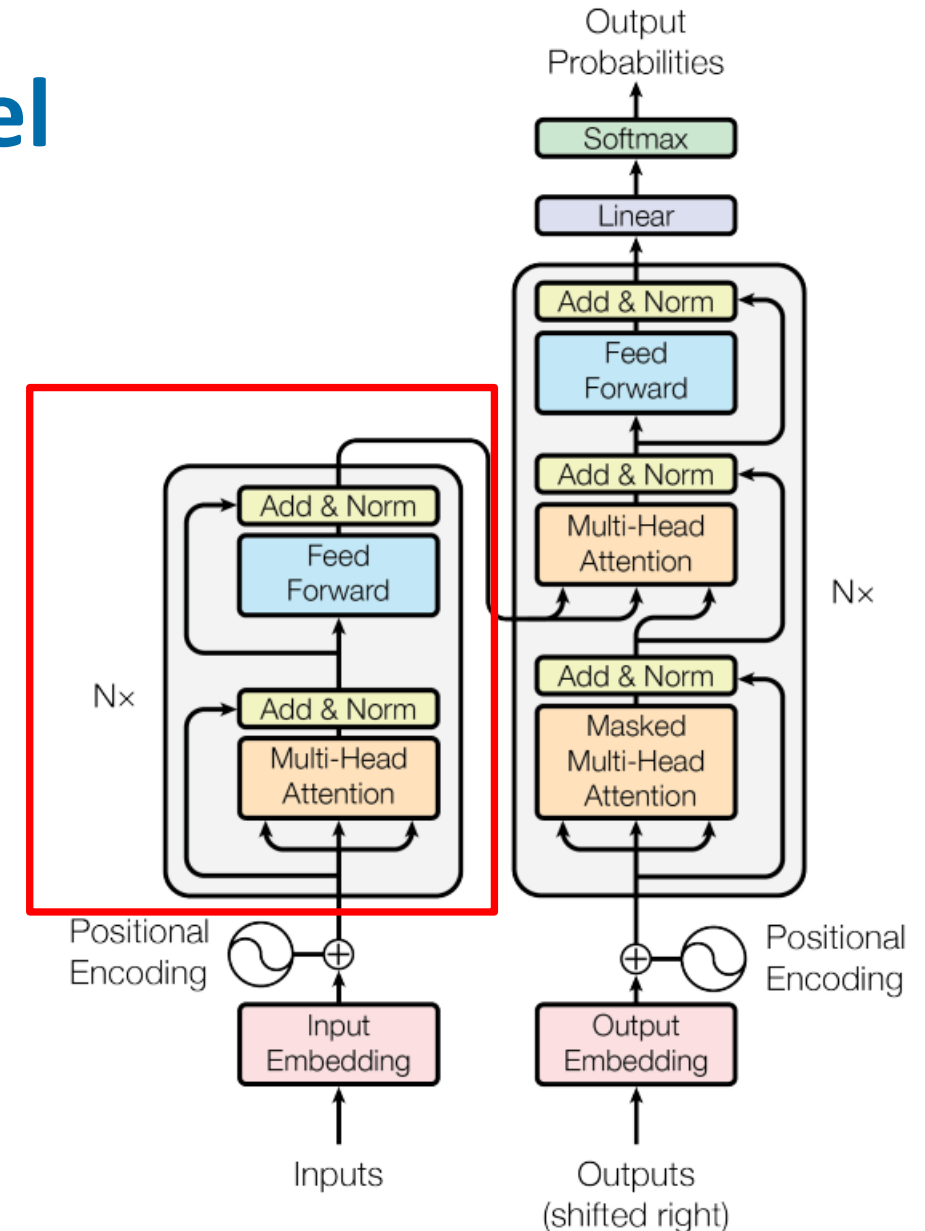 el
Output
Probabilities
Softmax
Linear
Add & Norm
Feed
Forward
Add & Norm
Multi-Head
Attention
Nx
Add & Norm
Masked
Multi-Head
Attention
Add & Norm
Feed
Forward
Nx
Add & Norm
Multi-Head
Attention
Positional
Encoding
Positional
Encoding
Input
Embedding
Output
Embedding
Inputs
Outputs
(shifted right)